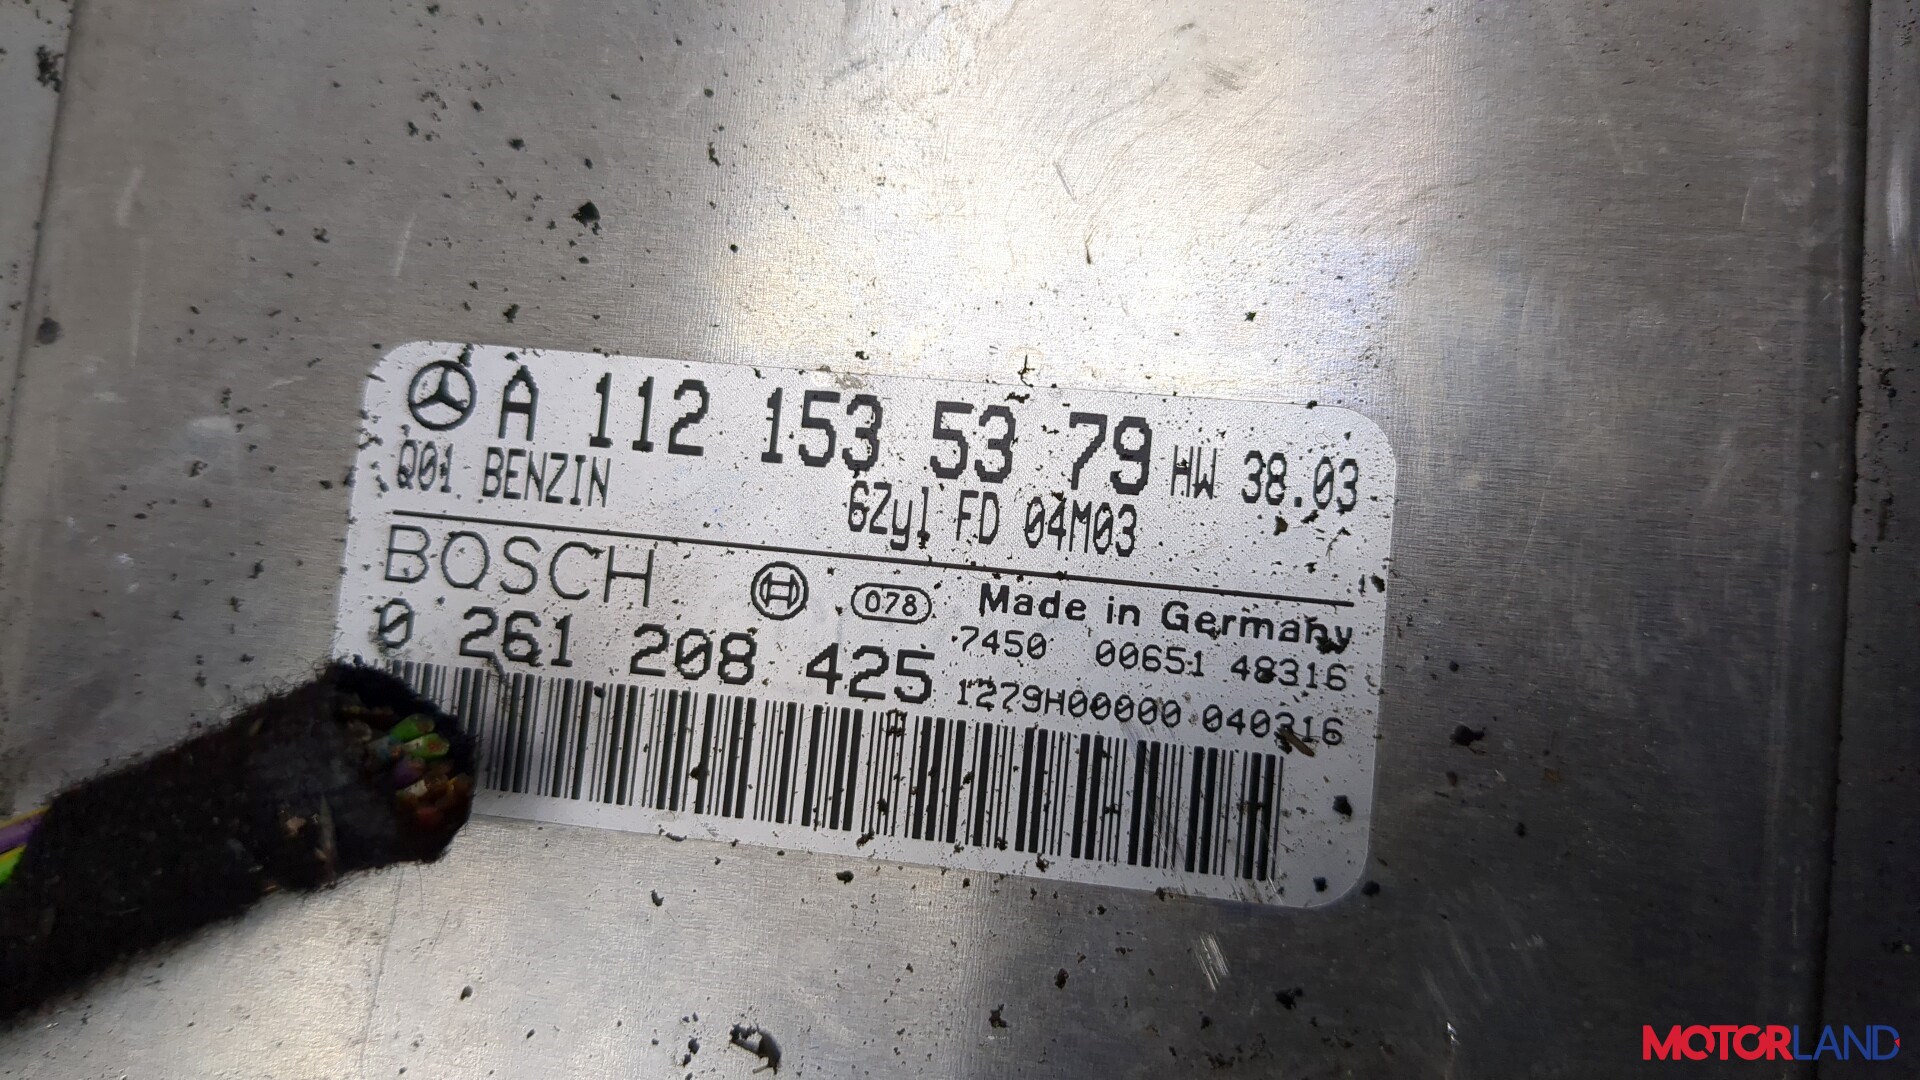 A 112 153 53 79 HW 38.03
Q01 BENZIN 6Zyl FD 04M03
BOSCH 078 Made in Germany
0 261 208 425 7450 00651 48316
1279H00000 040316
MOTORLAND